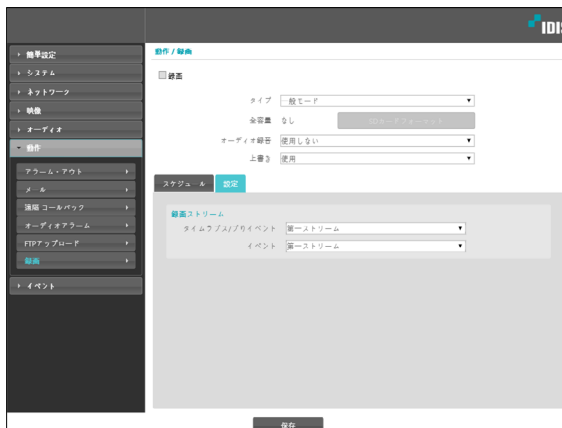 IDIS
簡単設定
システム
ネットワーク
映像
オーディオ
動作
アラーム・アウト
メール
遠隔 コールバック
オーディオアラーム
FTPアップロード
録画
イベント
動作 / 録画
録画
タイプ 一般モード
全容量 なし SDカードフォーマット
オーディオ録音 使用しない
上書き 使用
スケジュール 設定
録画ストリーム
タイムラプス/プリイベント 第一ストリーム
イベント 第一ストリーム
保存